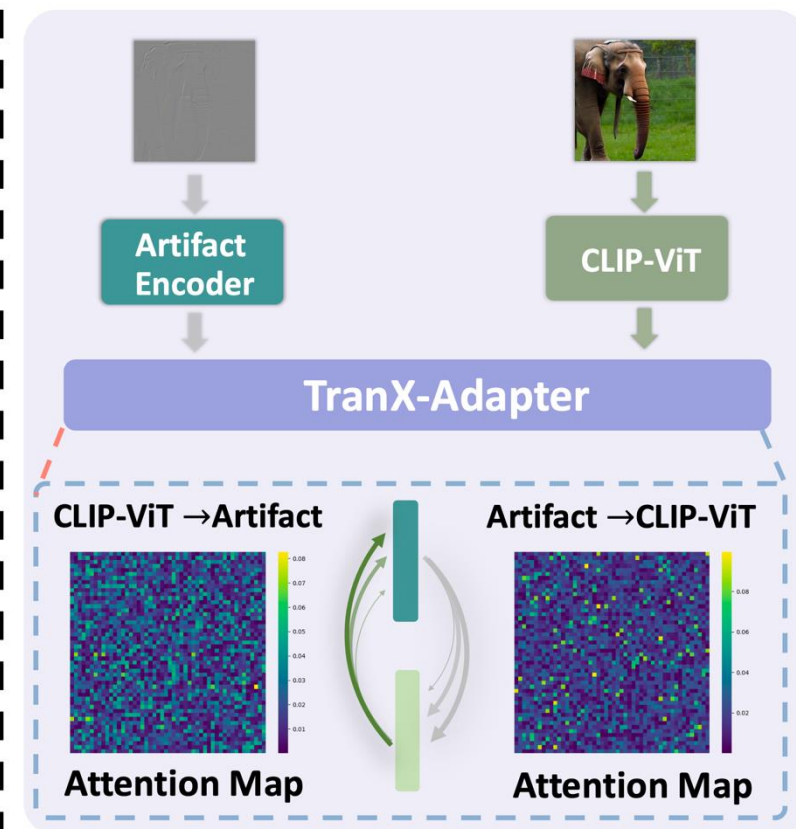 Artifact
Encoder
CLIP-ViT
TranX-Adapter
CLIP-ViT →Artifact
Artifact →CLIP-ViT
0.08
0.07
0.06
0.05
0.04
0.03
0.02
0.01
0.08
0.06
0.04
0.02
Attention Map
Attention Map